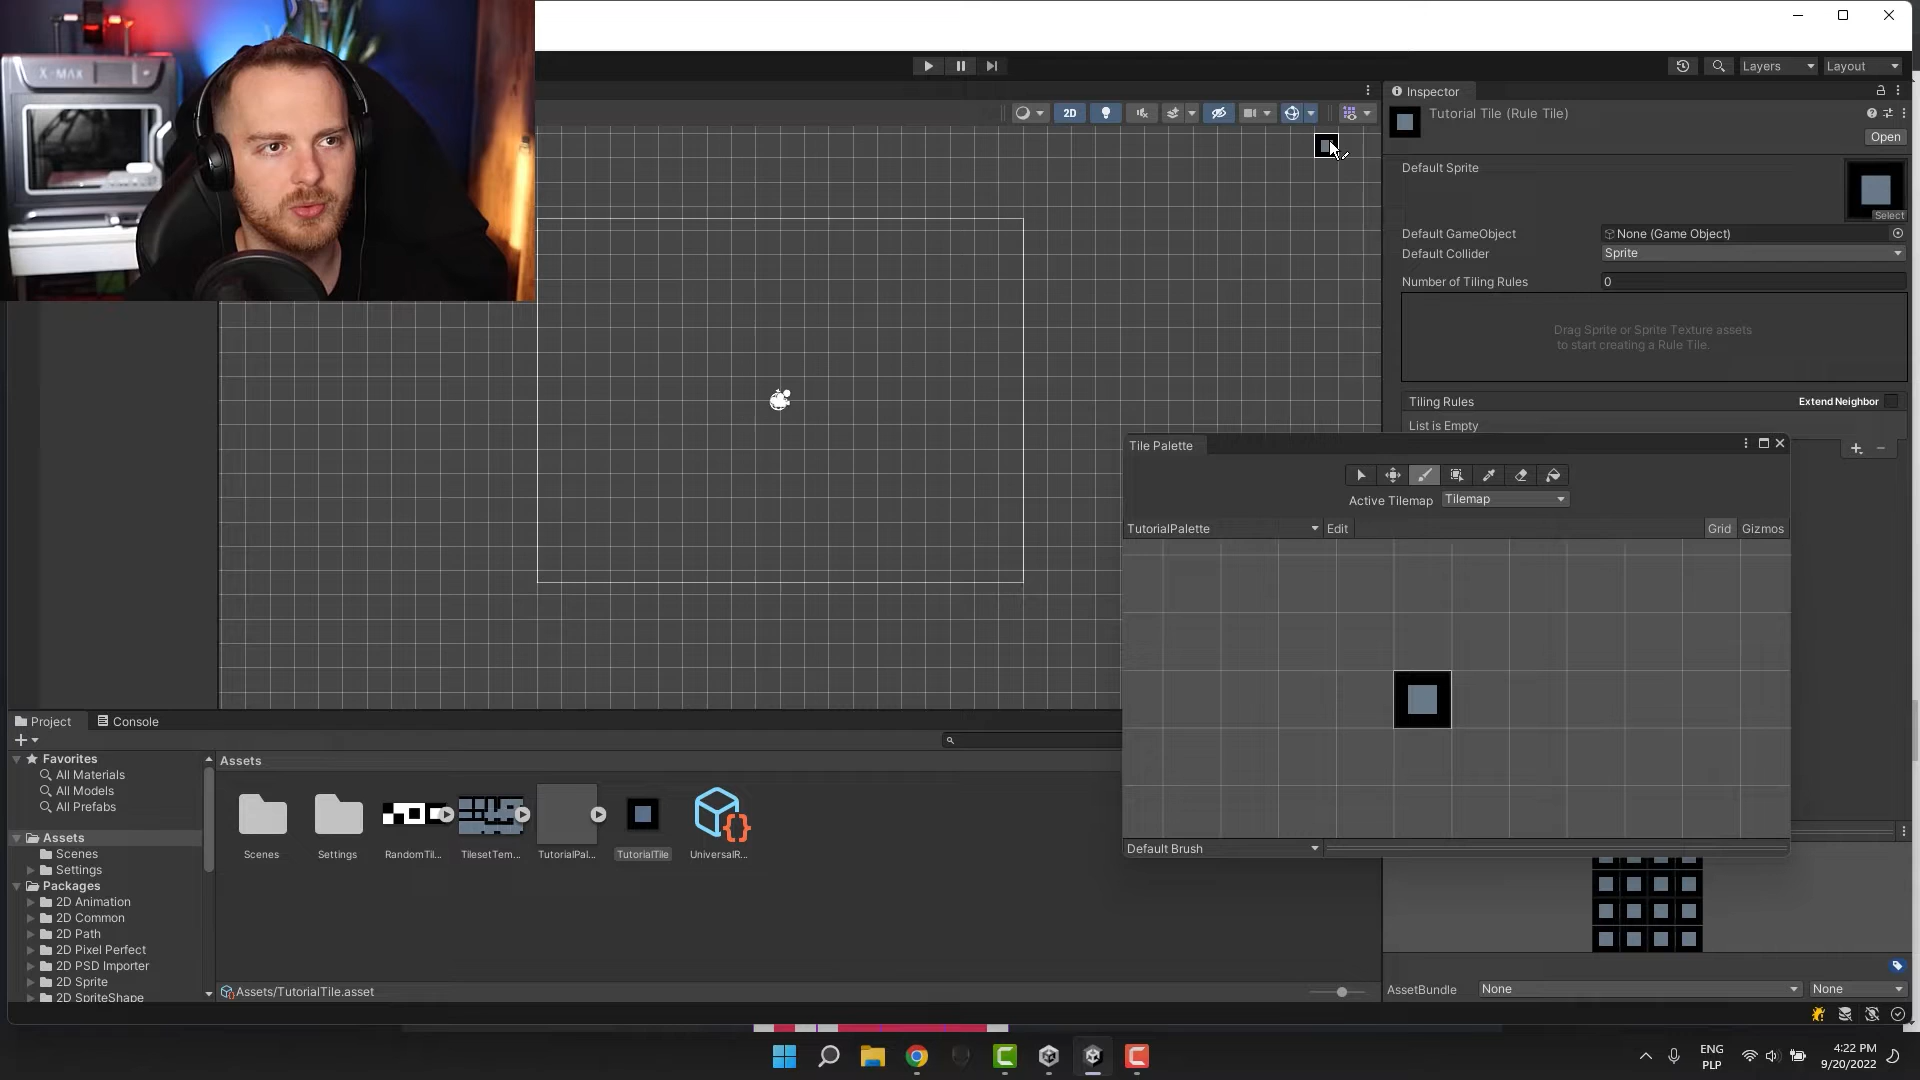 X-MAX
Layers
Layout
2D
Inspector
Tutorial Tile (Rule Tile)
Open
Default Sprite
Select
Default GameObject
None (Game Object)
Default Collider
Sprite
Number of Tiling Rules
0
Drag Sprite or Sprite Texture assets
to start creating a Rule Tile.
Tiling Rules
Extend Neighbor
List is Empty
Tile Palette
Active Tilemap
Tilemap
TutorialPalette
Edit
Grid
Gizmos
Default Brush
Project
Console
Favorites
All Materials
All Models
All Prefabs
Assets
Scenes
Settings
Packages
2D Animation
2D Common
2D Path
2D Pixel Perfect
2D PSD Importer
2D Sprite
2D SpriteShape
Assets
Scenes
Settings
RandomTil...
TilesetTem...
TutorialPal...
TutorialTile
UniversalR...
Assets/TutorialTile.asset
AssetBundle
None
None
ENG
PLP
4:22 PM
9/20/2022